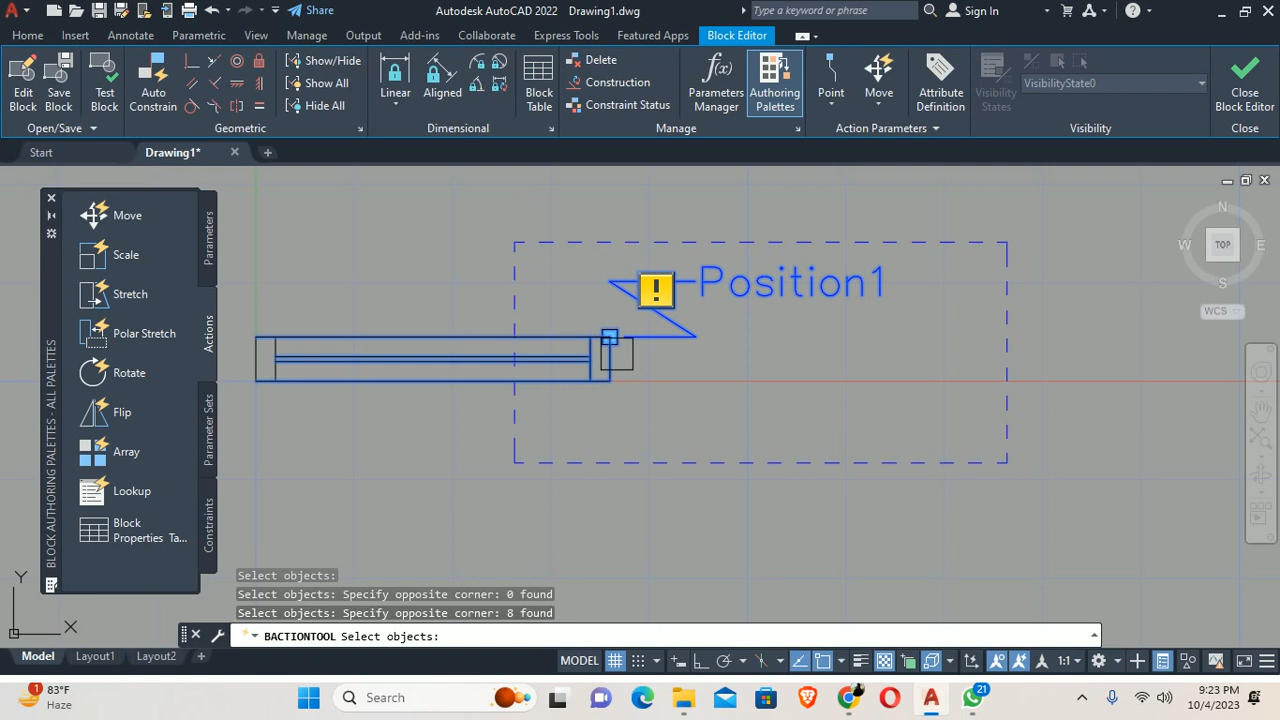 Share
Autodesk AutoCAD 2022 Drawing1.dwg
Type a keyword or phrase
Sign In
Home Insert Annotate Parametric View Manage Output Add-ins Collaborate Express Tools Featured Apps Block Editor
Edit Block
Save Block
Test Block
Auto Constrain
Show/Hide
Show All
Hide All
Linear
Aligned
Block Table
Delete
Construction
Constraint Status
Parameters Manager
Authoring Palettes
Point
Move
Attribute Definition
Visibility States
VisibilityState0
Close Block Editor
Open/Save
Geometric
Dimensional
Manage
Action Parameters
Visibility
Close
Start
Drawing1*
Move
Scale
Stretch
Polar Stretch
Rotate
Flip
Array
Lookup
Block
Properties Ta...
Parameters
Actions
Parameter Sets
Constraints
BLOCK AUTHORING PALETTES - ALL PALETTES
Position1
N
W
TOP
E
S
WCS
Y
X
Select objects:
Select objects: Specify opposite corner: 0 found
Select objects: Specify opposite corner: 8 found
BACTIONTOOL Select objects:
Model Layout1 Layout2
MODEL
1:1
1
83°F
Haze
Search
21
9:23 PM
10/4/2023